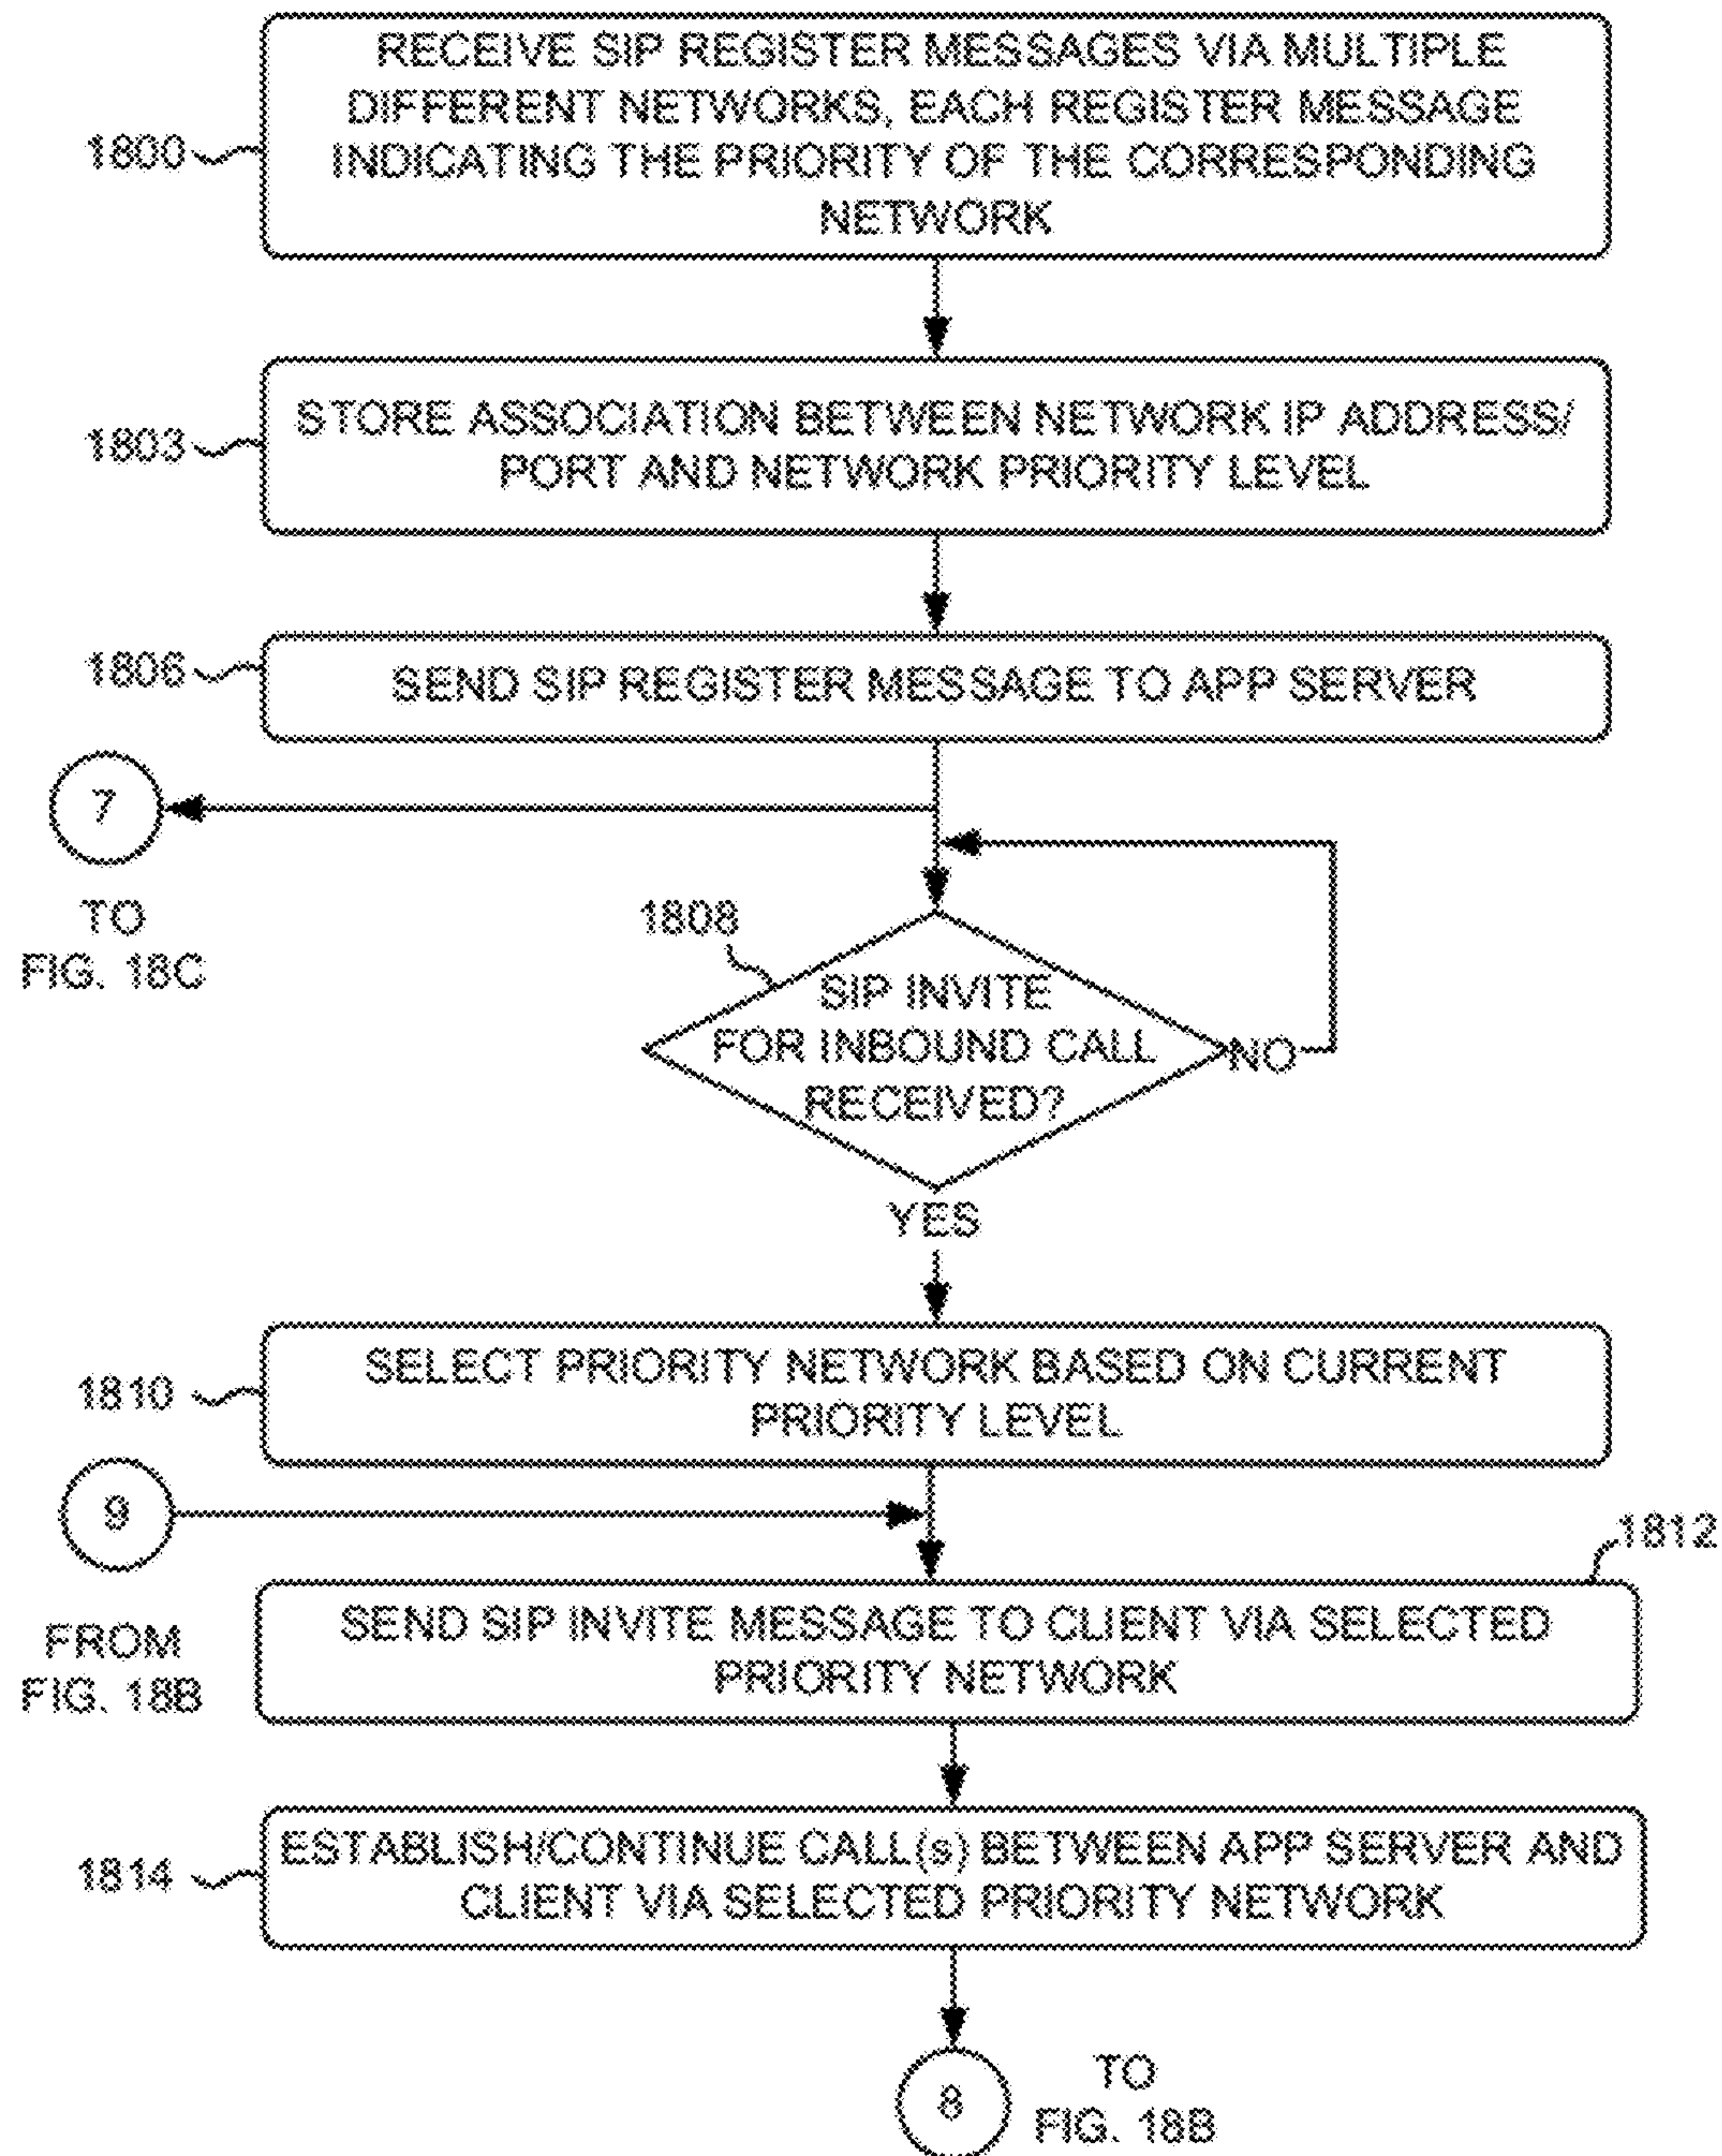 RECEIVE SIP REGISTER MESSAGES VIA MULTIPLE
DIFFERENT NETWORKS, EACH REGISTER MESSAGE
INDICATING THE PRIORITY OF THE CORRESPONDING
NETWORK
1800
STORE ASSOCIATION BETWEEN NETWORK IP ADDRESS/
PORT AND NETWORK PRIORITY LEVEL
1803
SEND SIP REGISTER MESSAGE TO APP SERVER
1806
7
TO
FIG. 18C
1808
SIP INVITE
FOR INBOUND CALL
RECEIVED?
NO
YES
SELECT PRIORITY NETWORK BASED ON CURRENT
PRIORITY LEVEL
1810
9
FROM
FIG. 18B
1812
SEND SIP INVITE MESSAGE TO CLIENT VIA SELECTED
PRIORITY NETWORK
ESTABLISH/CONTINUE CALL(s) BETWEEN APP SERVER AND
CLIENT VIA SELECTED PRIORITY NETWORK
1814
8
TO
FIG. 18B